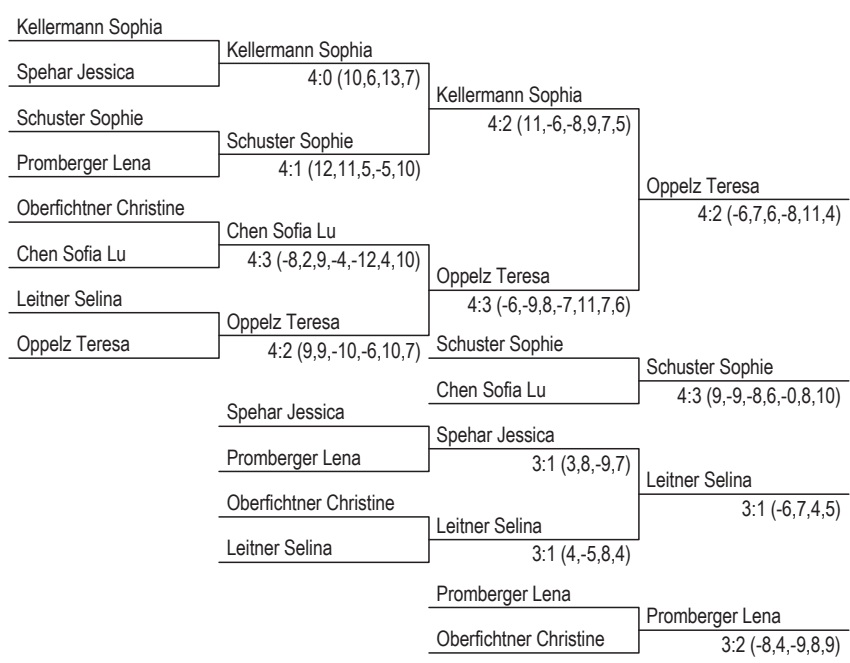 Kellermann Sophia
Kellermann Sophia
Spehar Jessica
4:0 (10,6,13,7)
Kellermann Sophia
Schuster Sophie
4:2 (11,-6,-8,9,7,5)
Schuster Sophie
Promberger Lena
4:1 (12,11,5,-5,10)
Oppelz Teresa
Oberfichtner Christine
4:2 (-6,7,6,-8,11,4)
Chen Sofia Lu
Chen Sofia Lu
4:3 (-8,2,9,-4,-12,4,10)
Oppelz Teresa
Leitner Selina
4:3 (-6,-9,8,-7,11,7,6)
Oppelz Teresa
Oppelz Teresa
4:2 (9,9,-10,-6,10,7)
Schuster Sophie
Schuster Sophie
Chen Sofia Lu
4:3 (9,-9,-8,6,-0,8,10)
Spehar Jessica
Spehar Jessica
Promberger Lena
3:1 (3,8,-9,7)
Leitner Selina
Oberfichtner Christine
3:1 (-6,7,4,5)
Leitner Selina
Leitner Selina
3:1 (4,-5,8,4)
Promberger Lena
Promberger Lena
Oberfichtner Christine
3:2 (-8,4,-9,8,9)